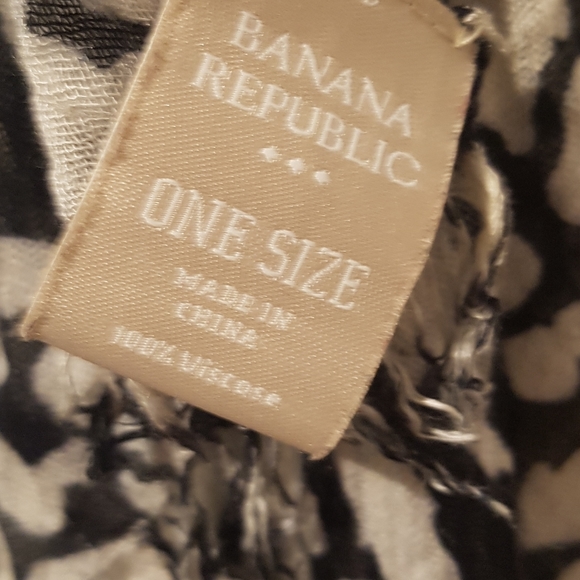 BANANA
REPUBLIC
ONE SIZE
MADE IN
CHINA
100% Viscose